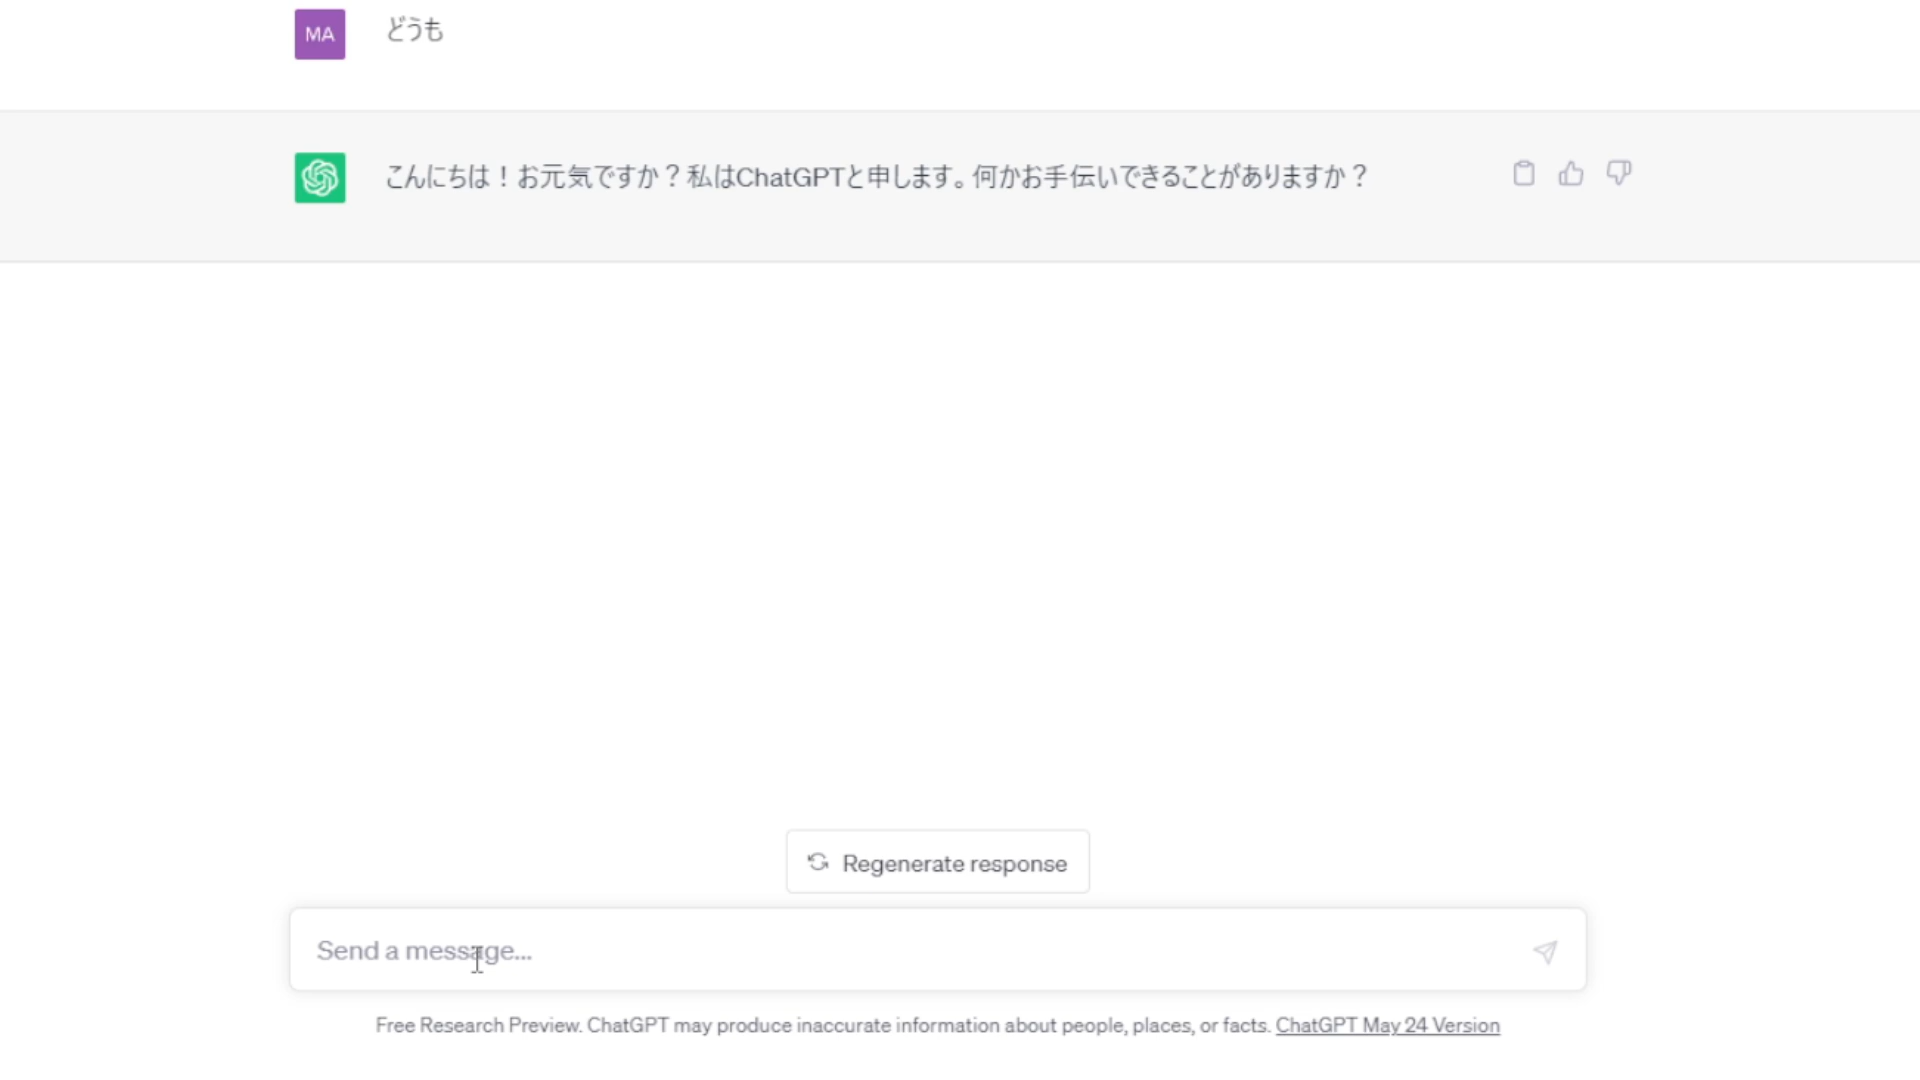 MA
どうも
こんにちは！お元気ですか？私はChatGPTと申します。何かお手伝いできることがありますか？
Regenerate response
Send a message...
Free Research Preview. ChatGPT may produce inaccurate information about people, places, or facts. ChatGPT May 24 Version